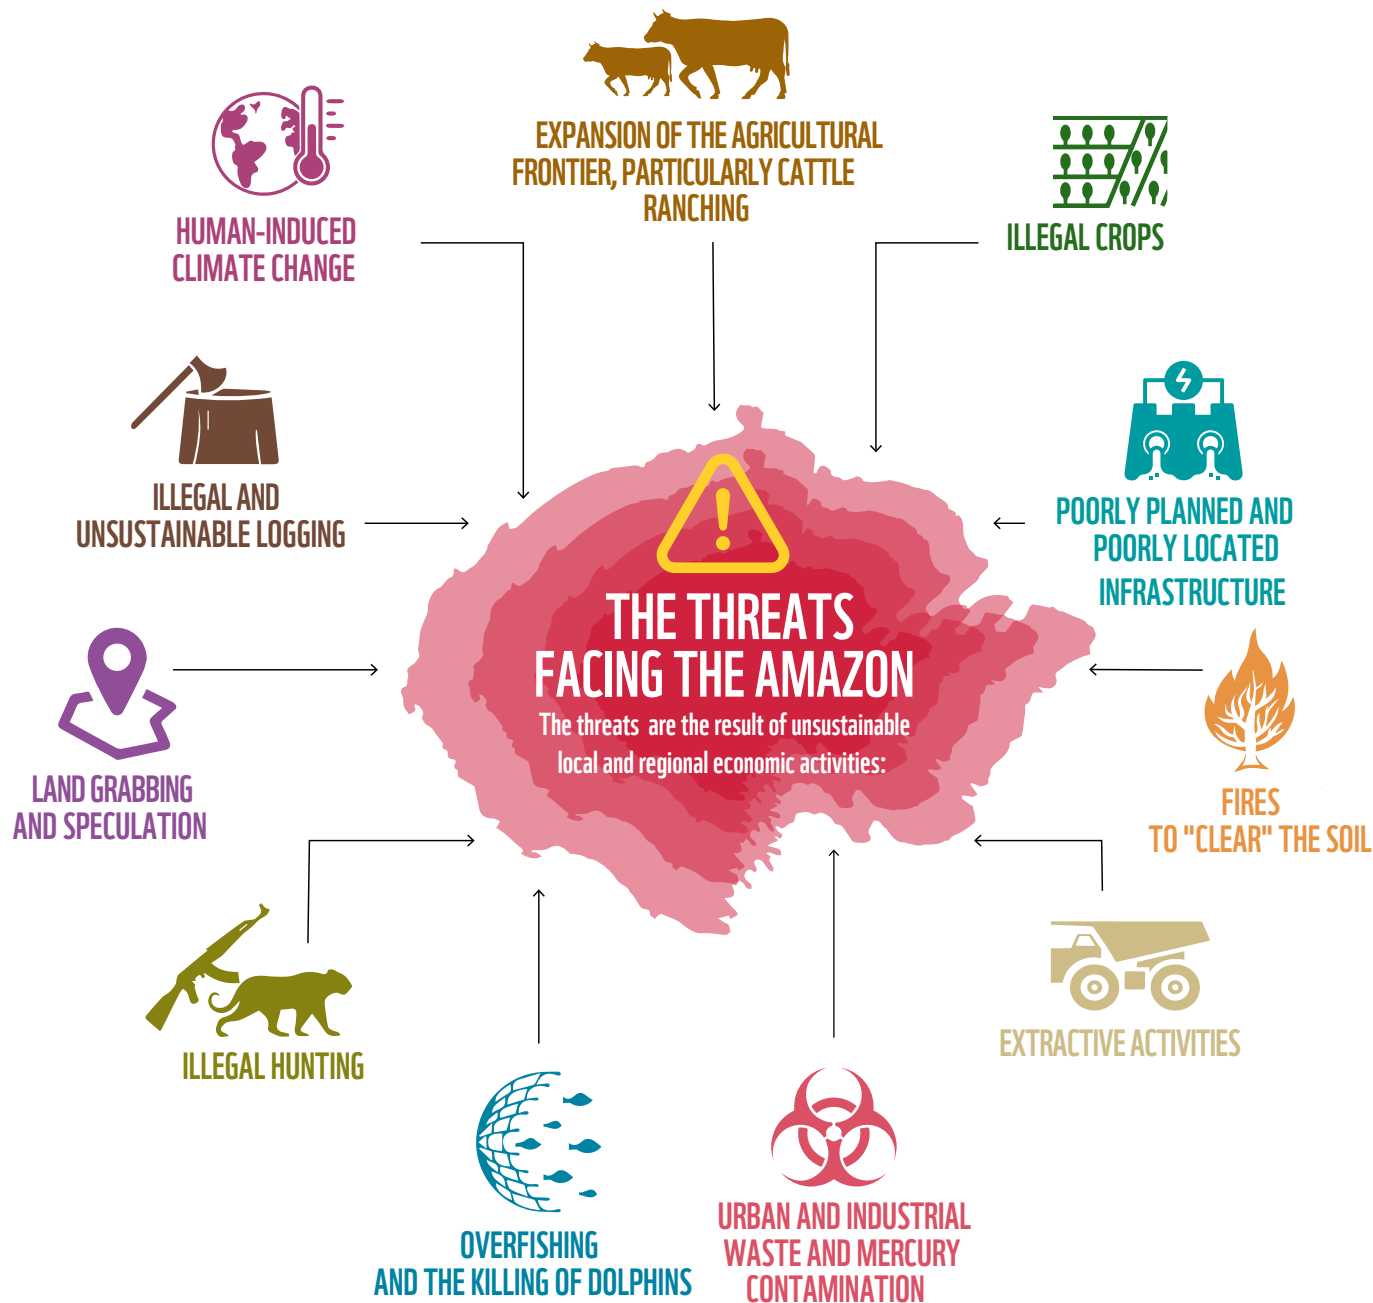 EXPANSION OF THE AGRICULTURAL
FRONTIER, PARTICULARLY CATTLE
RANCHING
HUMAN-INDUCED
CLIMATE CHANGE
ILLEGAL CROPS
ILLEGAL AND
UNSUSTAINABLE LOGGING
POORLY PLANNED AND
POORLY LOCATED
INFRASTRUCTURE
THE THREATS
FACING THE AMAZON
The threats are the result of unsustainable
local and regional economic activities:
LAND GRABBING
AND SPECULATION
FIRES
TO "CLEAR" THE SOIL
ILLEGAL HUNTING
EXTRACTIVE ACTIVITIES
OVERFISHING
AND THE KILLING OF DOLPHINS
URBAN AND INDUSTRIAL
WASTE AND MERCURY
CONTAMINATION